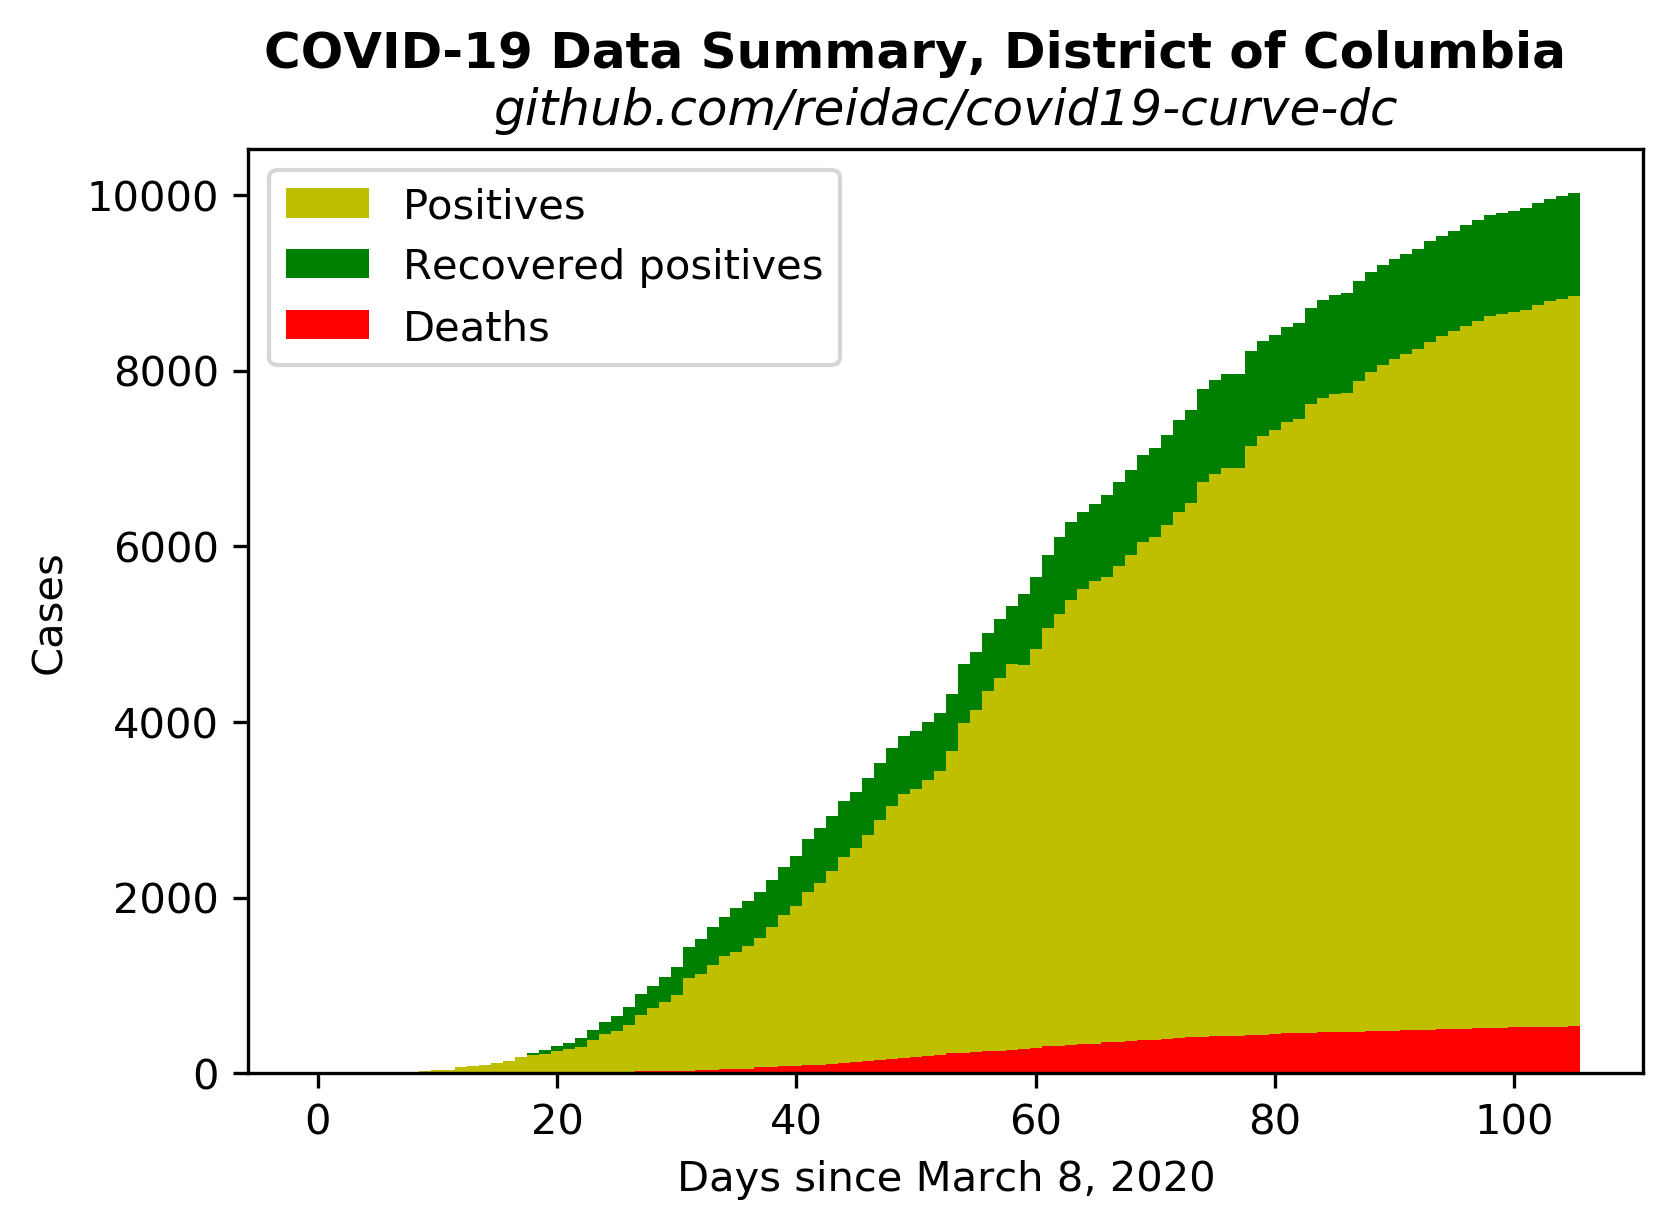 COVID-19 Data Summary, District of Columbia
github.com/reidac/covid19-curve-dc
Positives
Recovered positives
Deaths
10000
8000
6000
4000
2000
0
Cases
0 20 40 60 80 100
Days since March 8, 2020